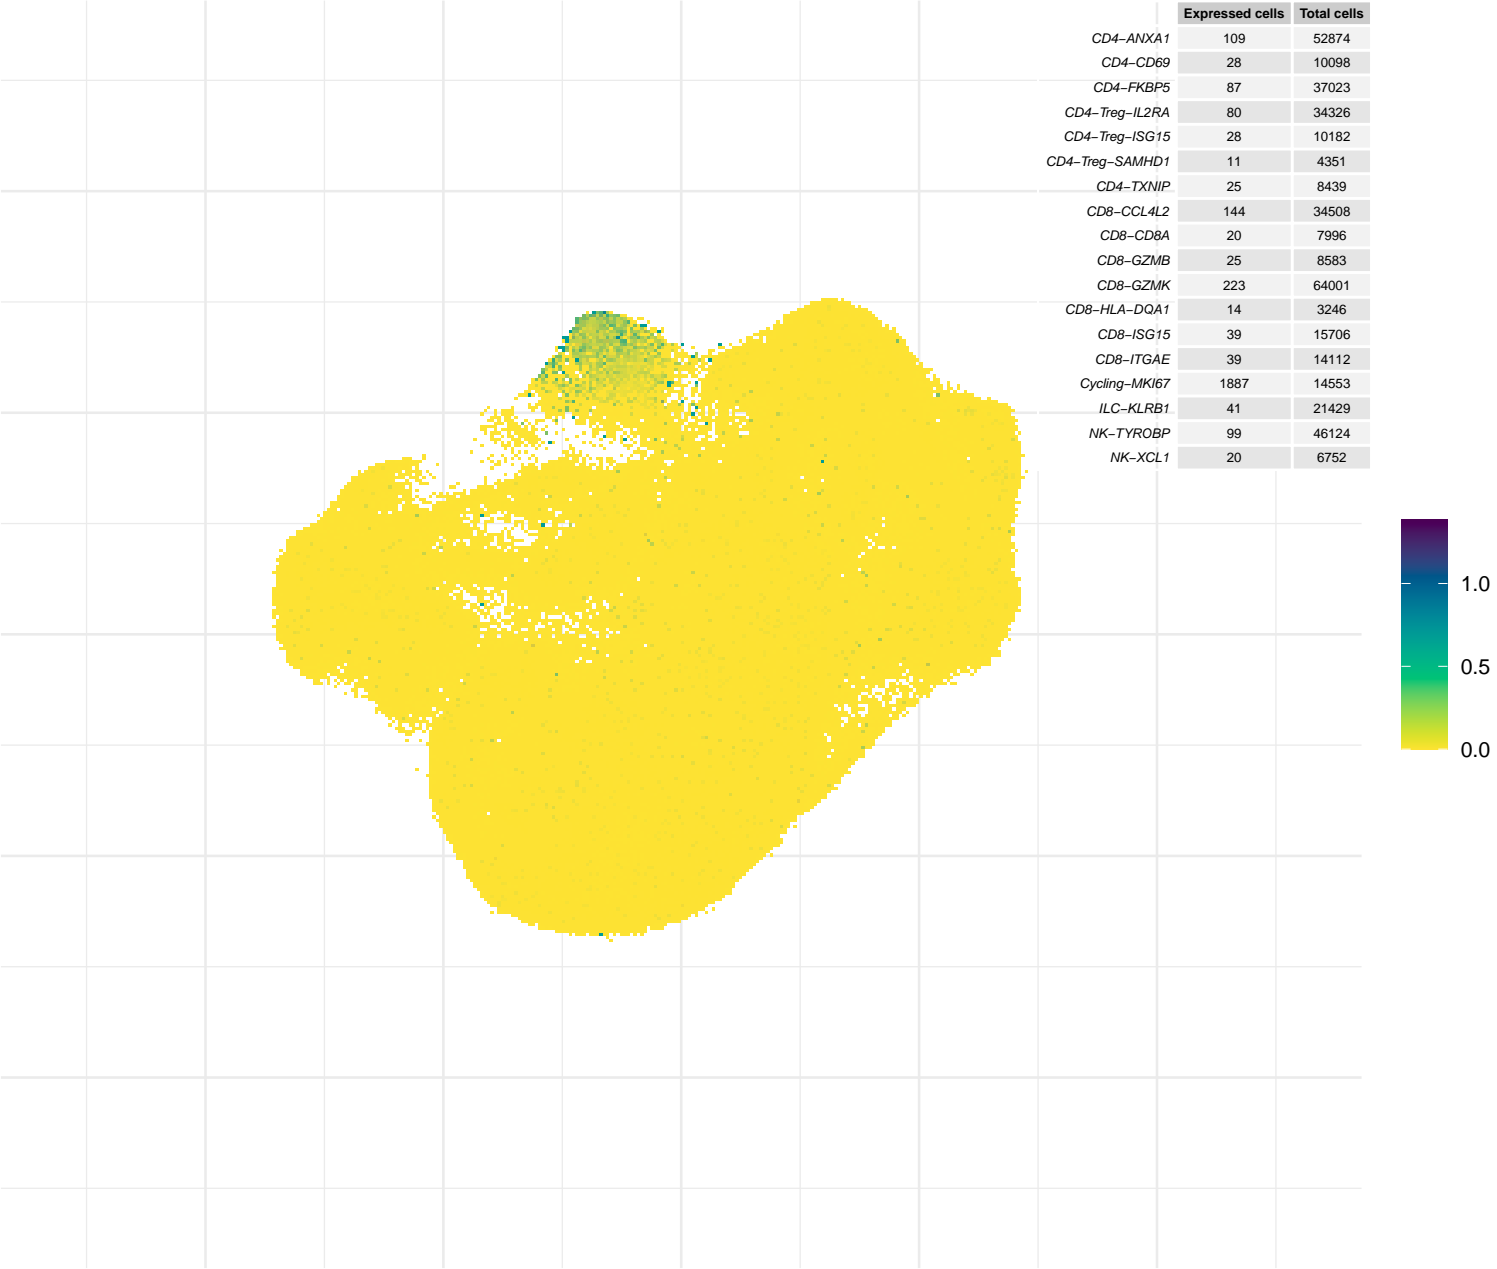 Expressed cells Total cells
CD4−ANXA1 109 52874
CD4−CD69 28 10098
CD4−FKBP5 87 37023
CD4−Treg−IL2RA 80 34326
CD4−Treg−ISG15 28 10182
CD4−Treg−SAMHD1 11 4351
CD4−TXNIP 25 8439
CD8−CCL4L2 144 34508
CD8−CD8A 20 7996
CD8−GZMB 25 8583
CD8−GZMK 223 64001
CD8−HLA−DQA1 14 3246
CD8−ISG15 39 15706
CD8−ITGAE 39 14112
Cycling−MKI67 1887 14553
ILC−KLRB1 41 21429
NK−TYROBP 99 46124
NK−XCL1 20 6752
1.0
0.5
0.0